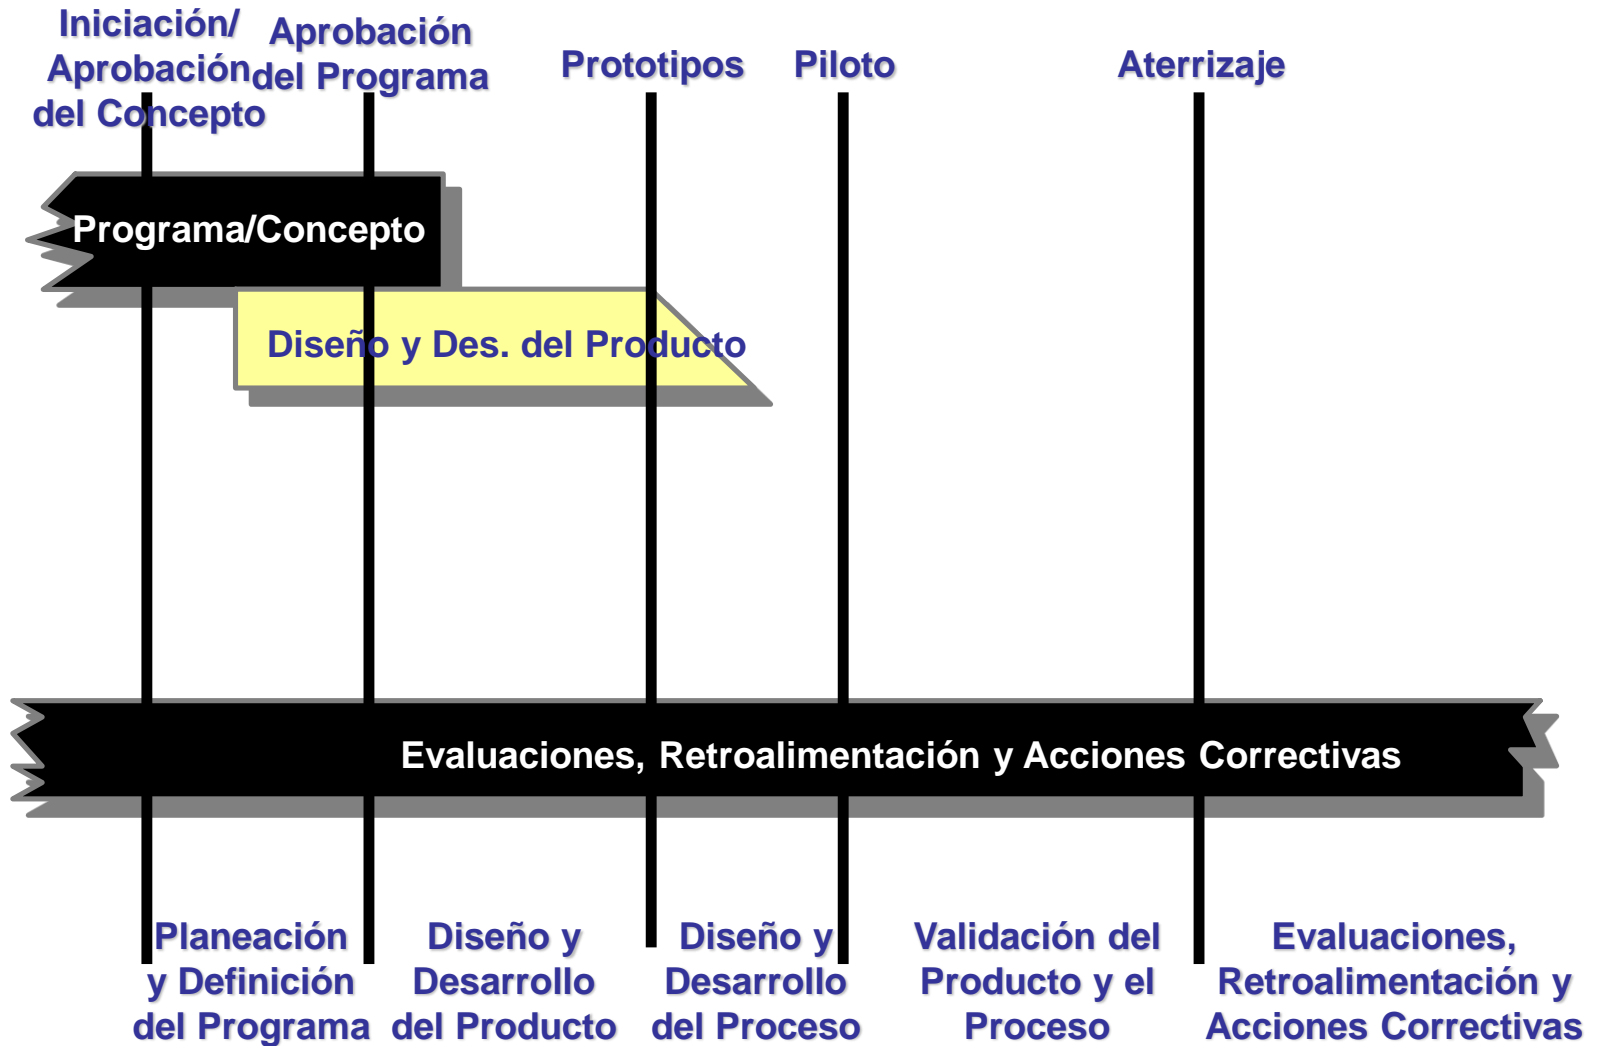 Iniciación/
Aprobación
del Concepto
Aprobación
del Programa
Prototipos
Piloto
Aterrizaje
Programa/Concepto
Diseño y Des. del Producto
Evaluaciones, Retroalimentación y Acciones Correctivas
Planeación
y Definición
del Programa
Diseño y
Desarrollo
del Producto
Diseño y
Desarrollo
del Proceso
Validación del
Producto y el
Proceso
Evaluaciones,
Retroalimentación y
Acciones Correctivas